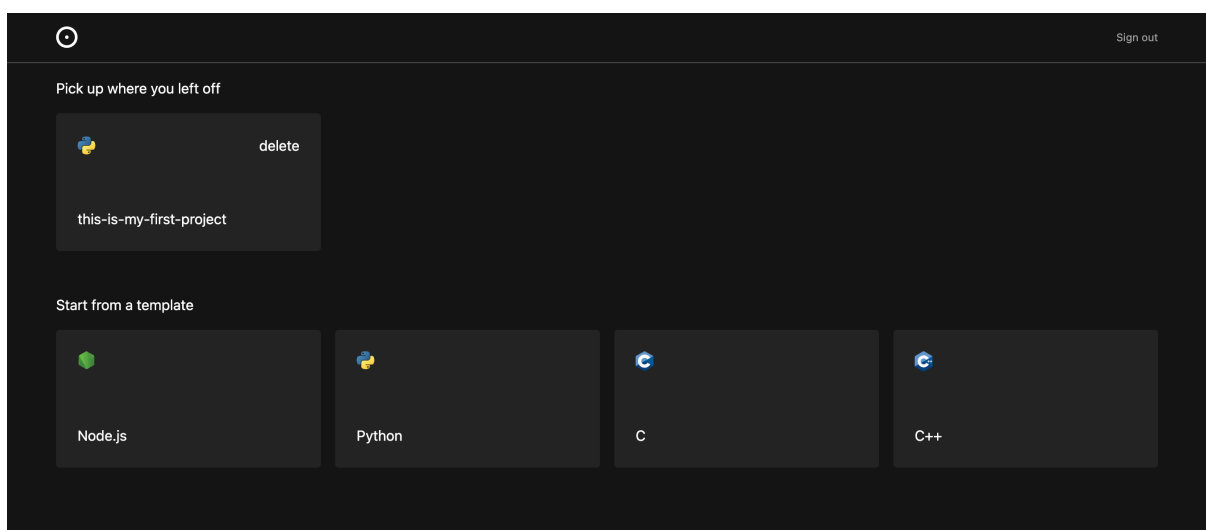 Sign out
Pick up where you left off
delete
this-is-my-first-project
Start from a template
Node.js
Python
C
C++